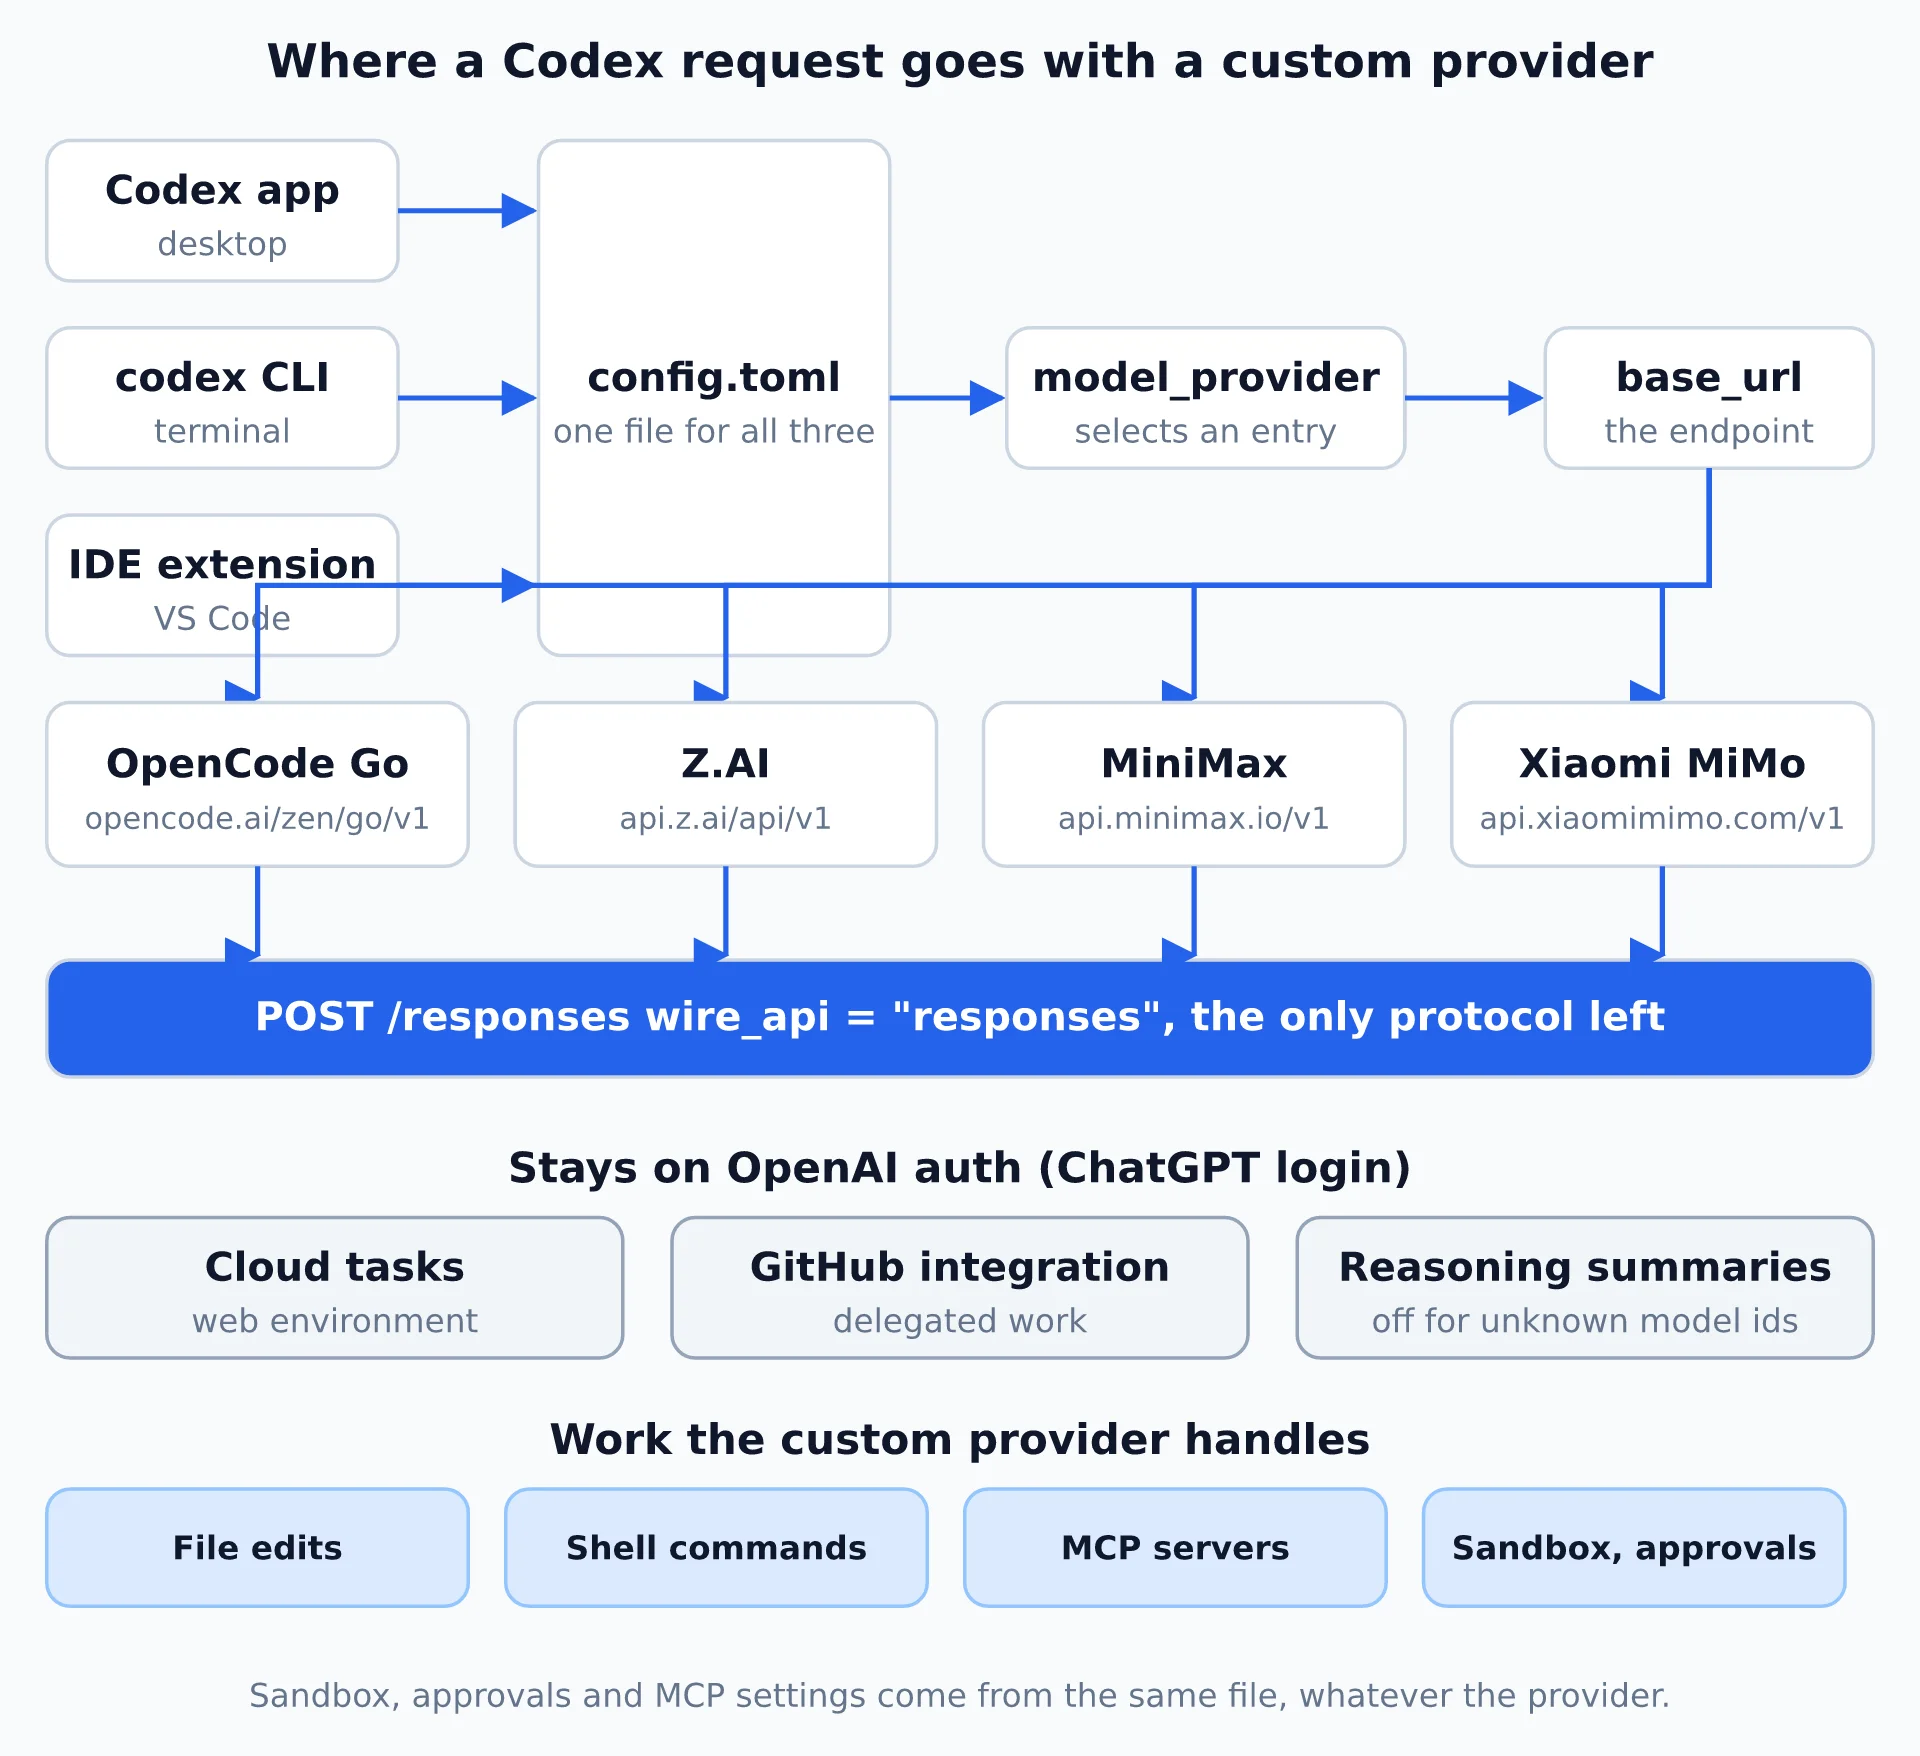 Where a Codex request goes with a custom provider
Codex app
desktop
codex CLI
terminal
IDE extension
VS Code
config.toml
one file for all three
model_provider
selects an entry
base_url
the endpoint
OpenCode Go
opencode.ai/zen/go/v1
Z.AI
api.z.ai/api/v1
MiniMax
api.minimax.io/v1
Xiaomi MiMo
api.xiaomimimo.com/v1
POST /responses wire_api = "responses", the only protocol left
Stays on OpenAI auth (ChatGPT login)
Cloud tasks
web environment
GitHub integration
delegated work
Reasoning summaries
off for unknown model ids
Work the custom provider handles
File edits
Shell commands
MCP servers
Sandbox, approvals
Sandbox, approvals and MCP settings come from the same file, whatever the provider.